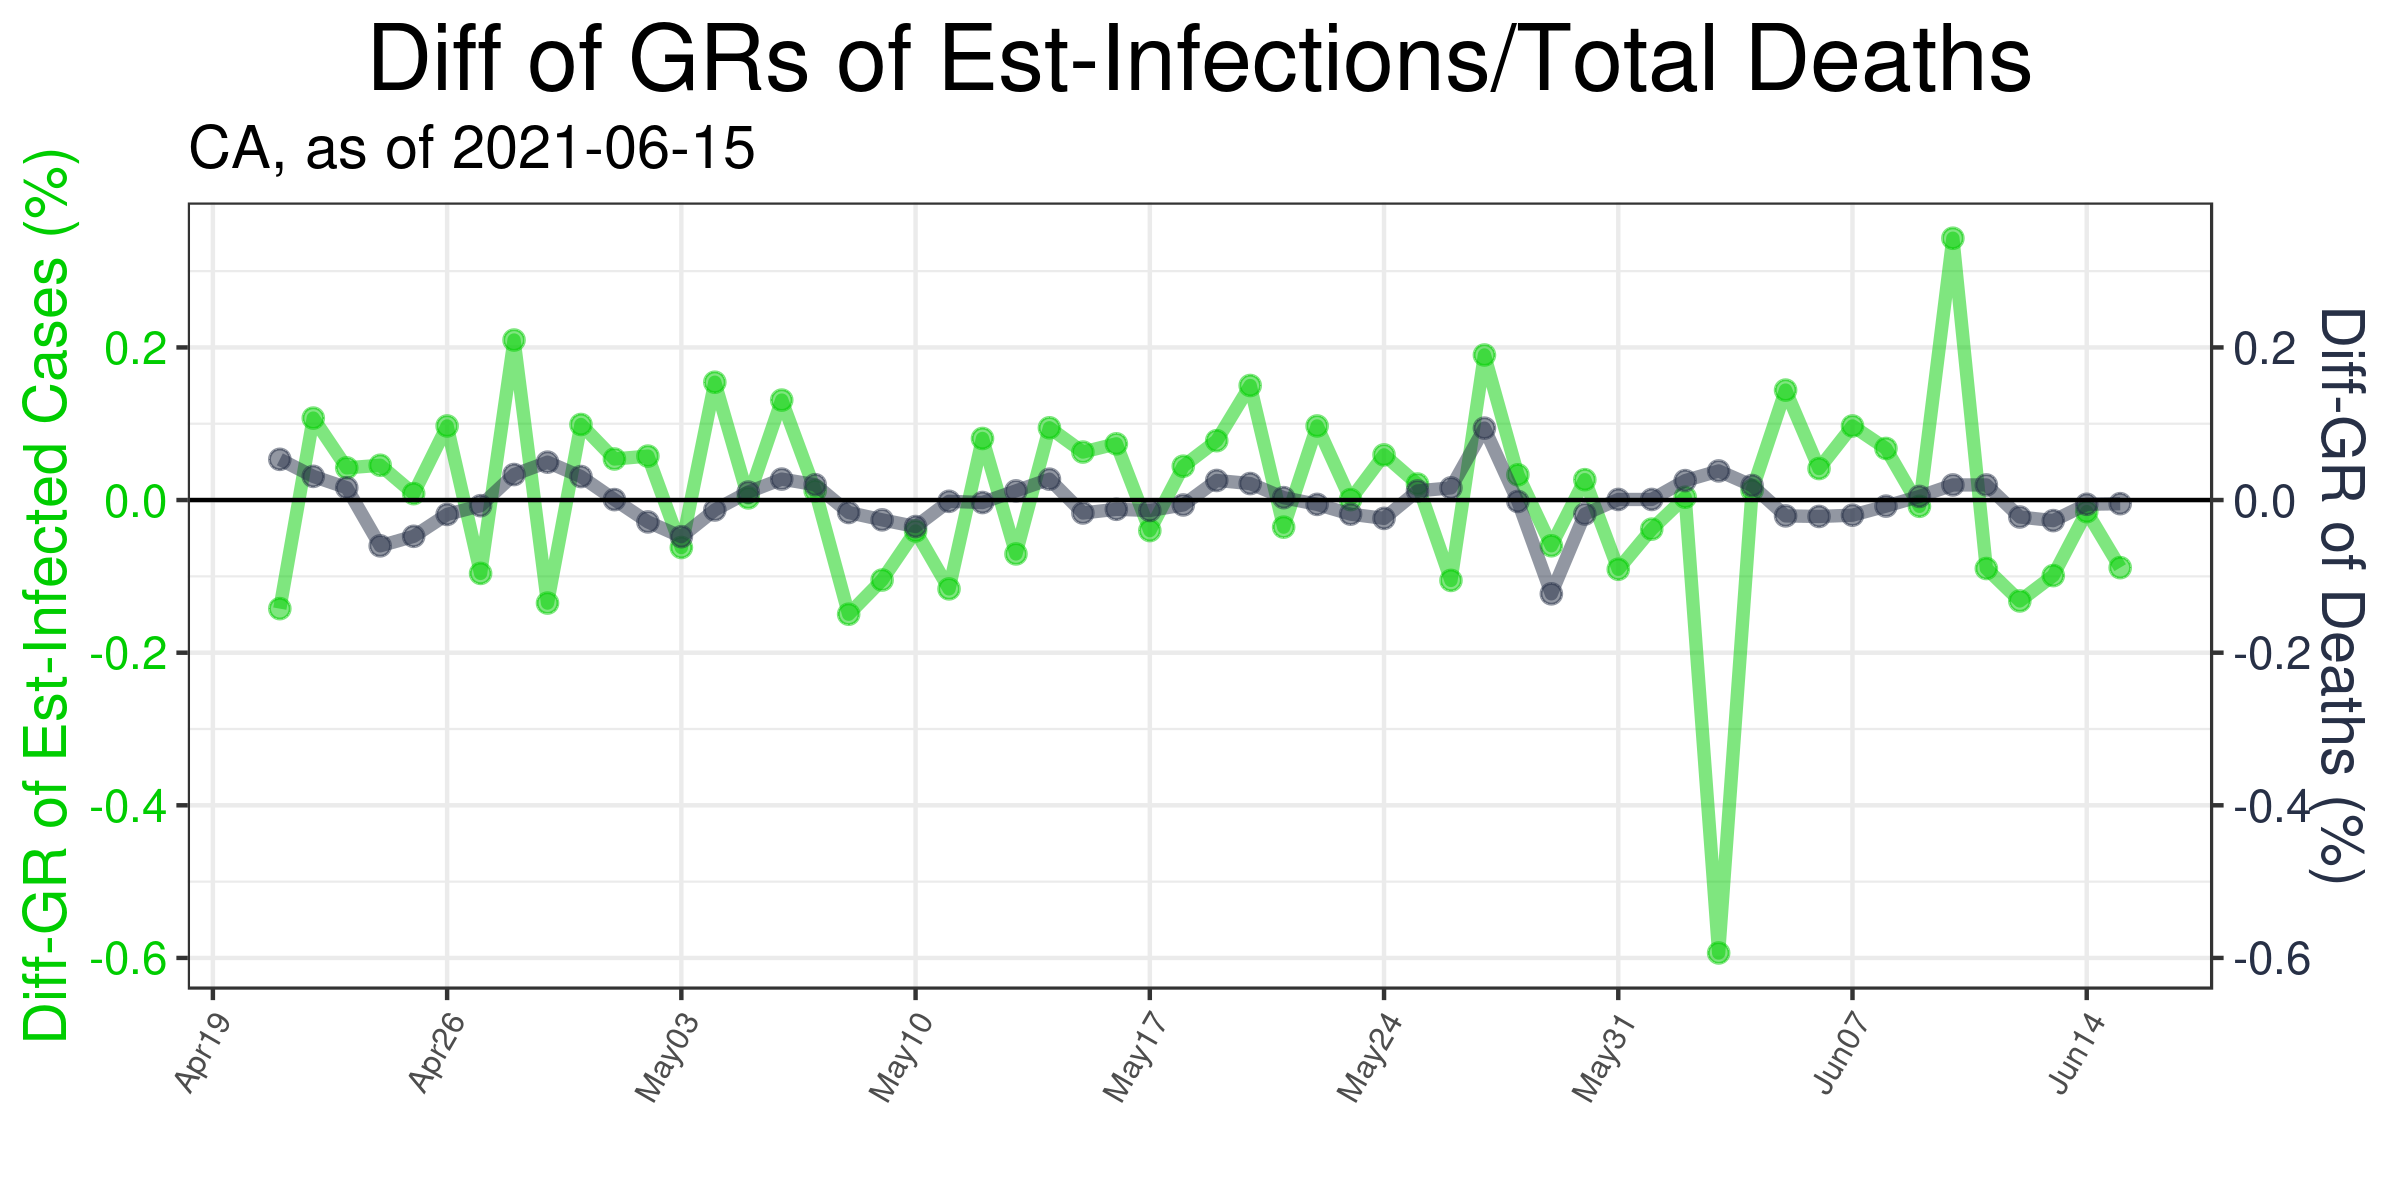 Diff of GRs of Est-Infections/Total Deaths
CA, as of 2021-06-15
Diff-GR of Est-Infected Cases (%)
0.2
0.0
-0.2
-0.4
-0.6
0.2
0.0
-0.2
-0.4
-0.6
Diff-GR of Deaths (%)
Apr19
Apr26
May03
May10
May17
May24
May31
Jun07
Jun14